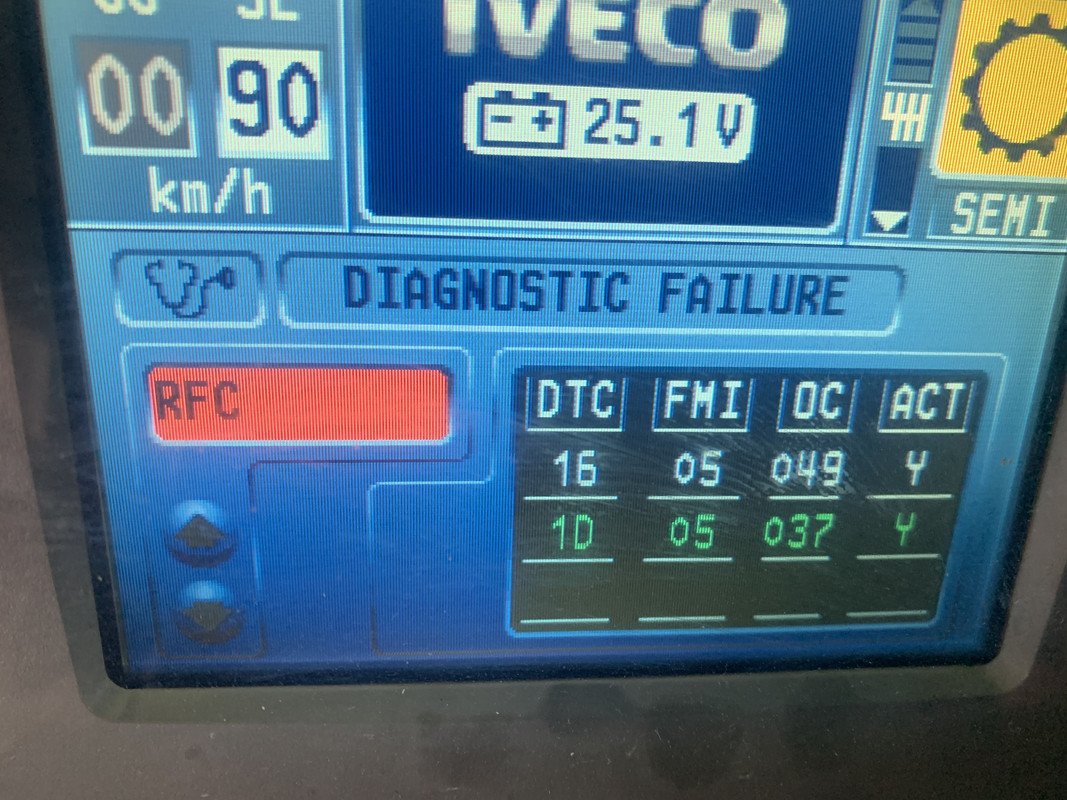 00 90
IVECO
- + 25.1 V
km/h
SEMI
DIAGNOSTIC FAILURE
RFC
DTC FMI OC ACT
16 05 049 Y
1D 05 037 Y